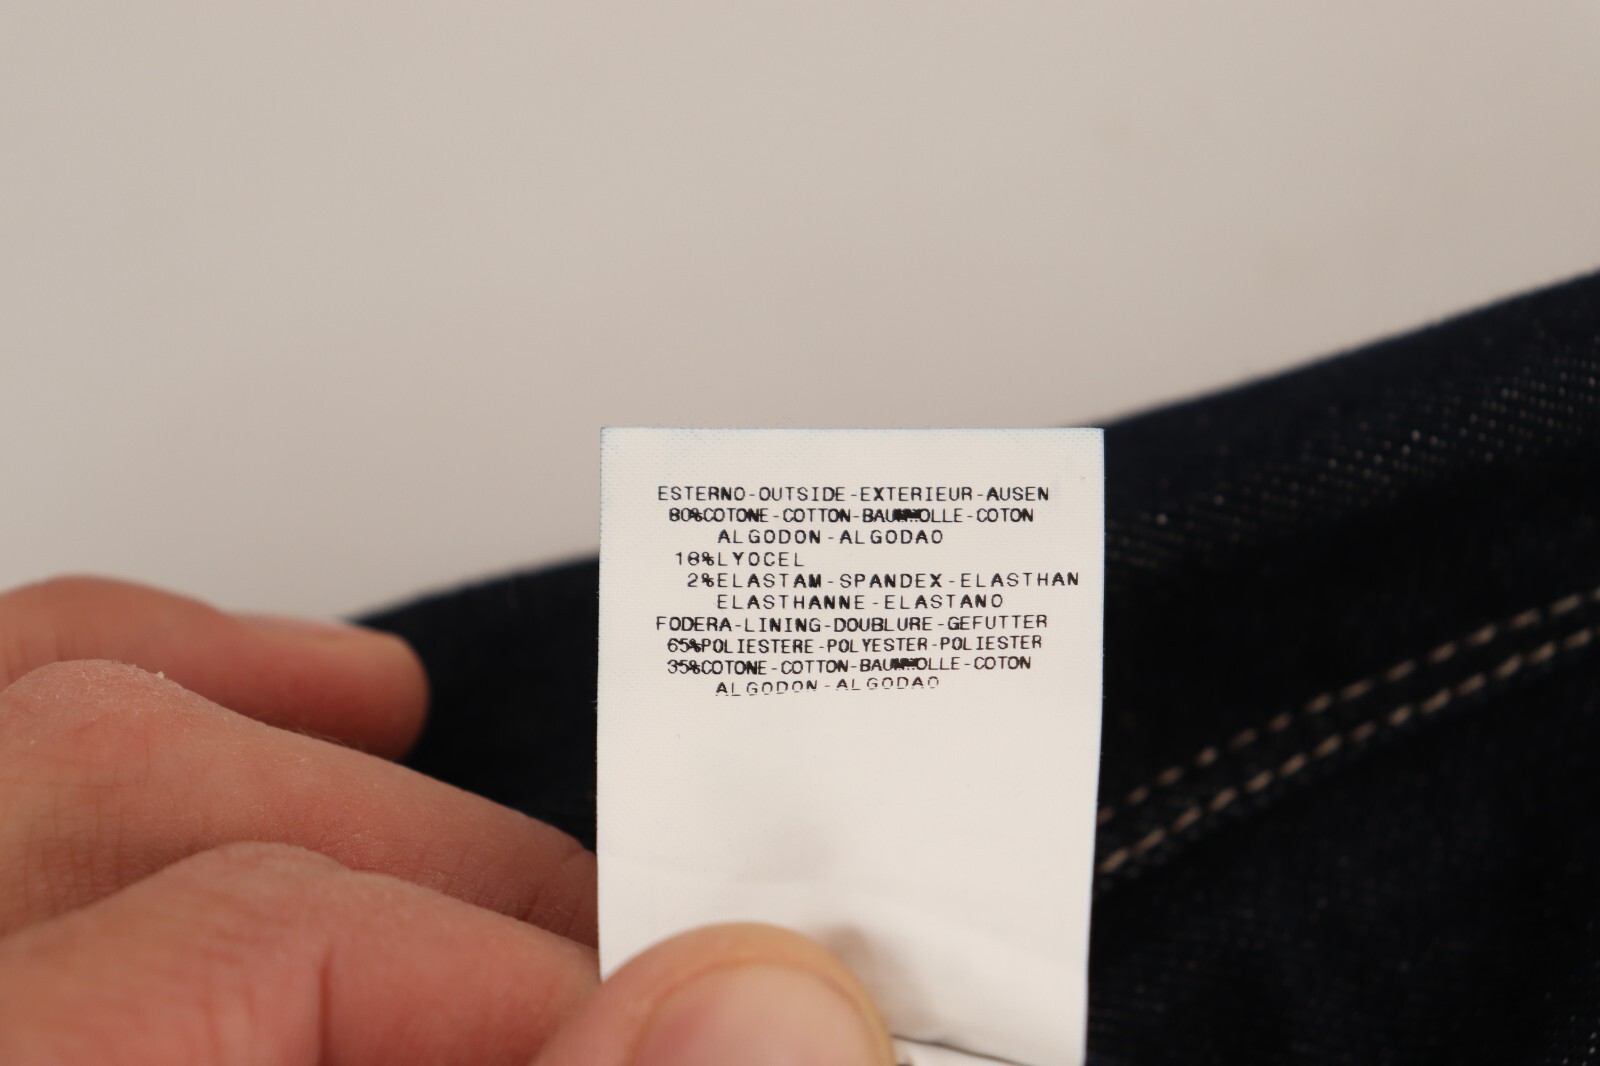 ESTERNO-OUTSIDE-EXTERIEUR-AUSEN
80%COTONE-COTTON-BAUMWOLLE-COTON
ALGODON-ALGODAO
18%LYOCEL
2%ELASTAM-SPANDEX-ELASTHAN
ELASTHANNE-ELASTANO
FODERA-LINING-DOUBLURE-GEFUTTER
65%POLIESTERE-POLYESTER-POLIESTER
35%COTONE-COTTON-BAUMWOLLE-COTON
ALGODON-ALGODAO